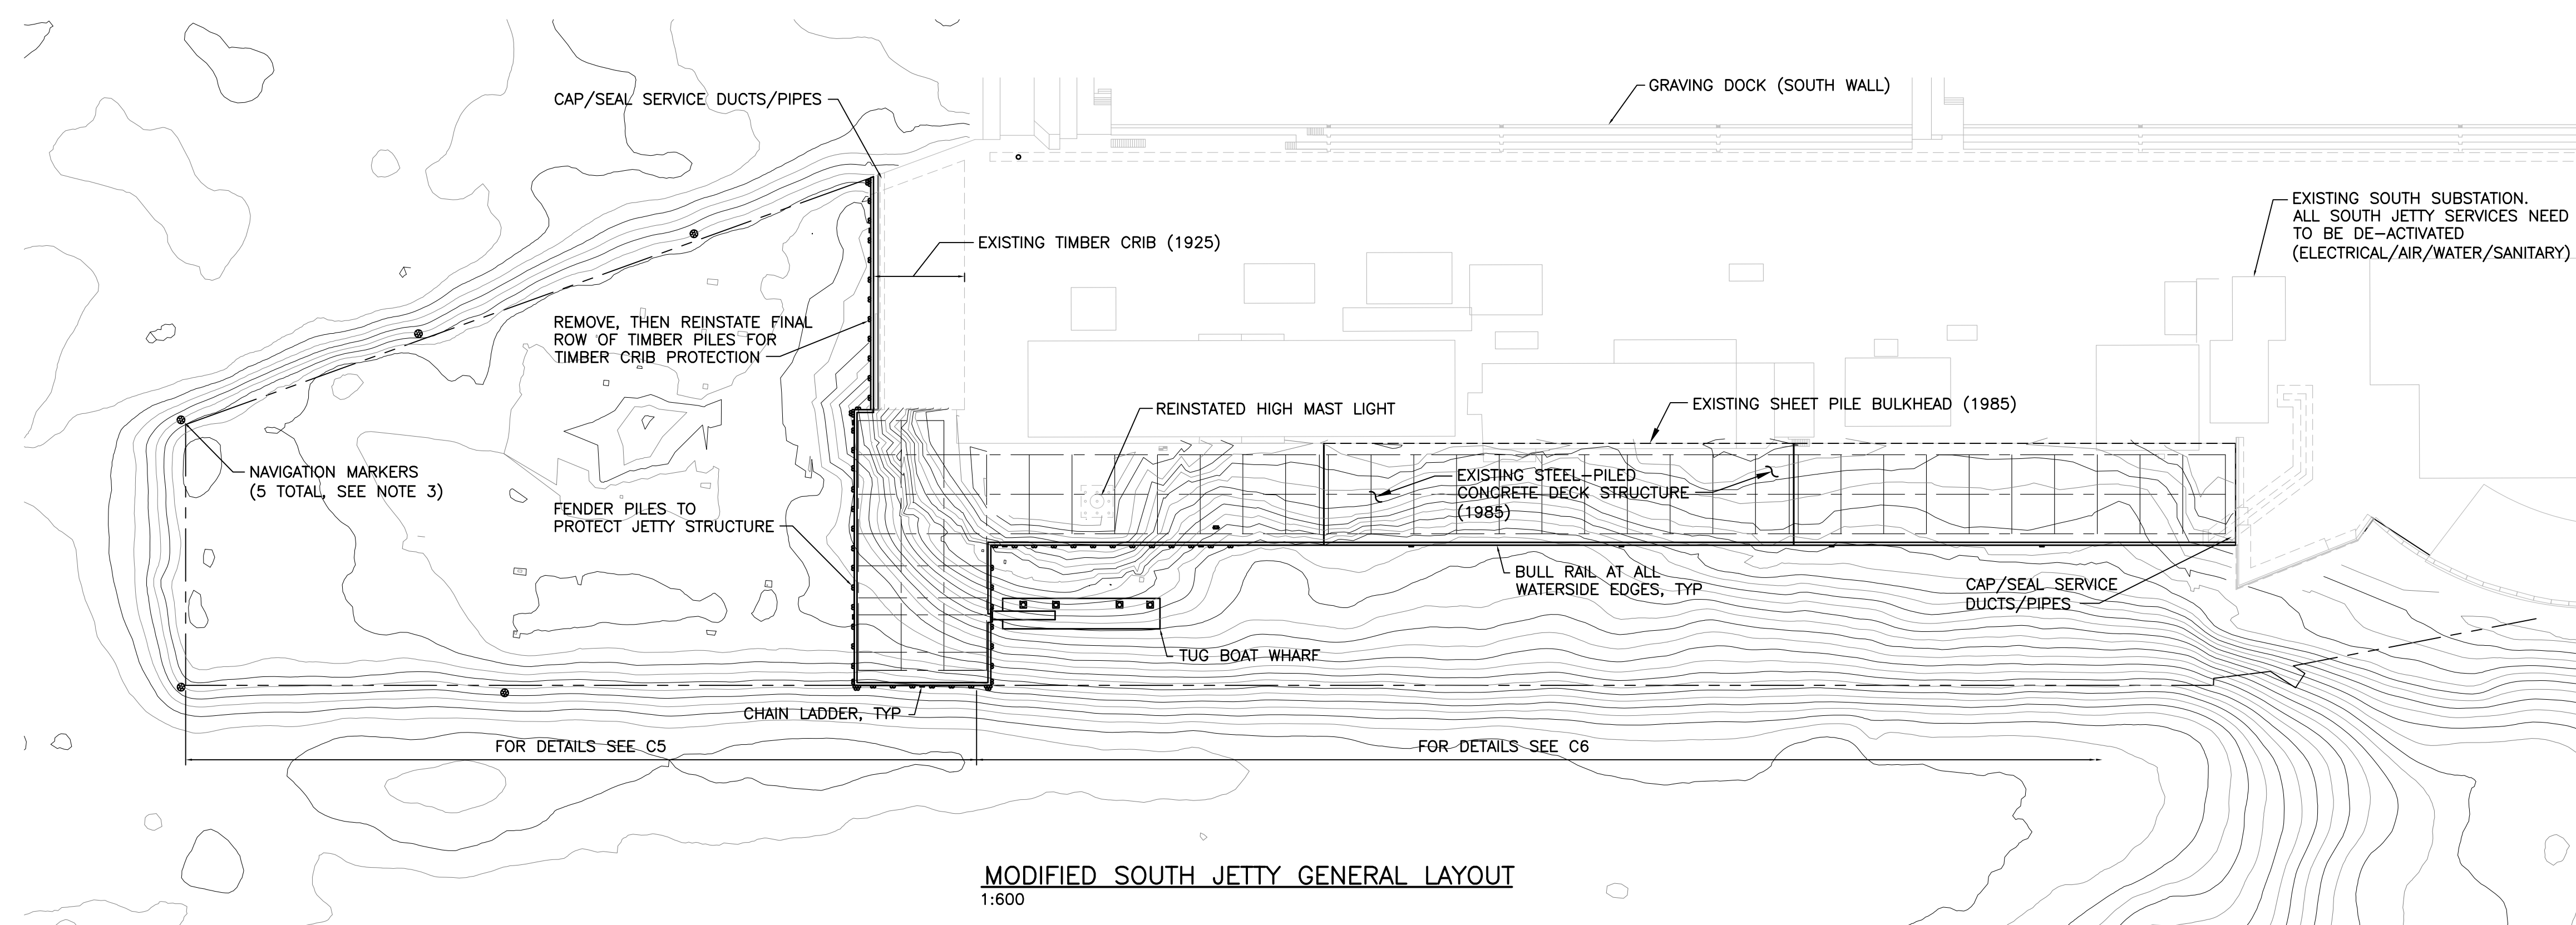 GRAVING DOCK (SOUTH WALL)
CAP/SEAL SERVICE DUCTS/PIPES
EXISTING SOUTH SUBSTATION.
ALL SOUTH JETTY SERVICES NEED
TO BE DE-ACTIVATED
(ELECTRICAL/AIR/WATER/SANITARY)
EXISTING TIMBER CRIB (1925)
REMOVE, THEN REINSTATE FINAL
ROW OF TIMBER PILES FOR
TIMBER CRIB PROTECTION
REINSTATED HIGH MAST LIGHT
EXISTING SHEET PILE BULKHEAD (1985)
NAVIGATION MARKERS
(5 TOTAL, SEE NOTE 3)
EXISTING STEEL-PILED
CONCRETE DECK STRUCTURE
(1985)
FENDER PILES TO
PROTECT JETTY STRUCTURE
BULL RAIL AT ALL
WATERSIDE EDGES, TYP
CAP/SEAL SERVICE
DUCTS/PIPES
TUG BOAT WHARF
CHAIN LADDER, TYP
FOR DETAILS SEE C5
FOR DETAILS SEE C6
MODIFIED SOUTH JETTY GENERAL LAYOUT
1:600